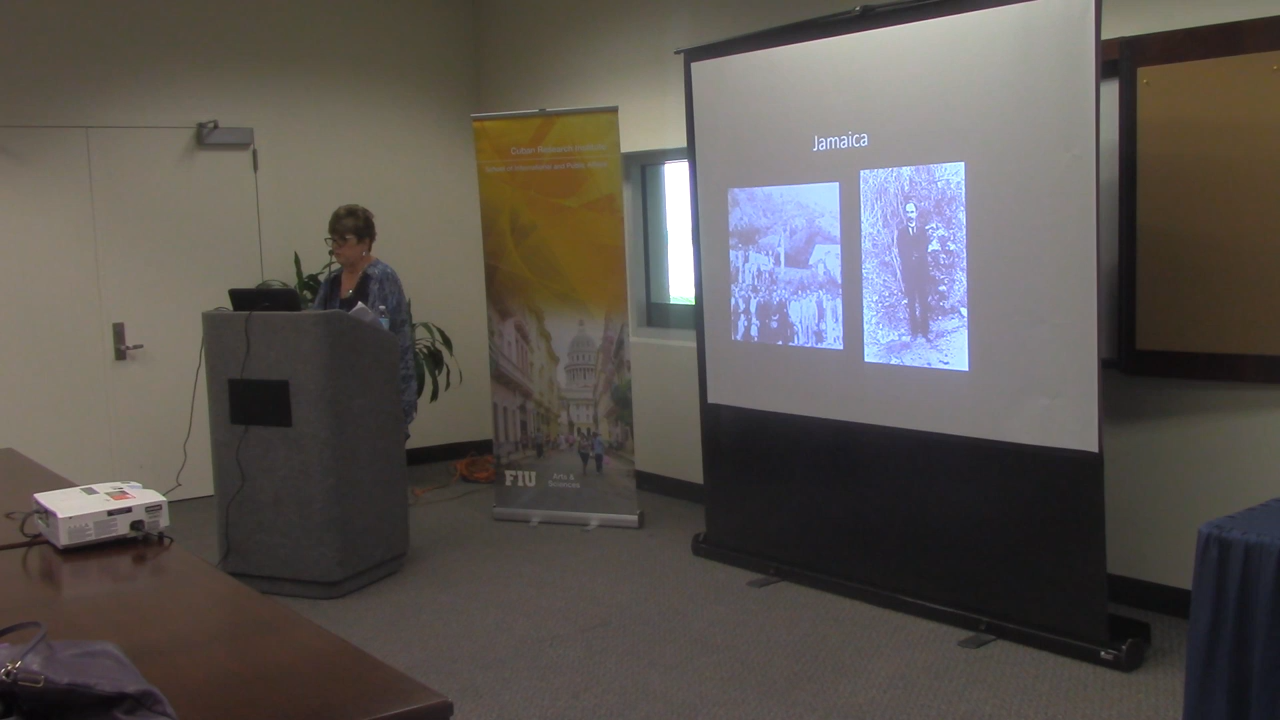 Cuban Research Institute
School of International and Public Affairs
FIU
Arts &
Sciences
Jamaica